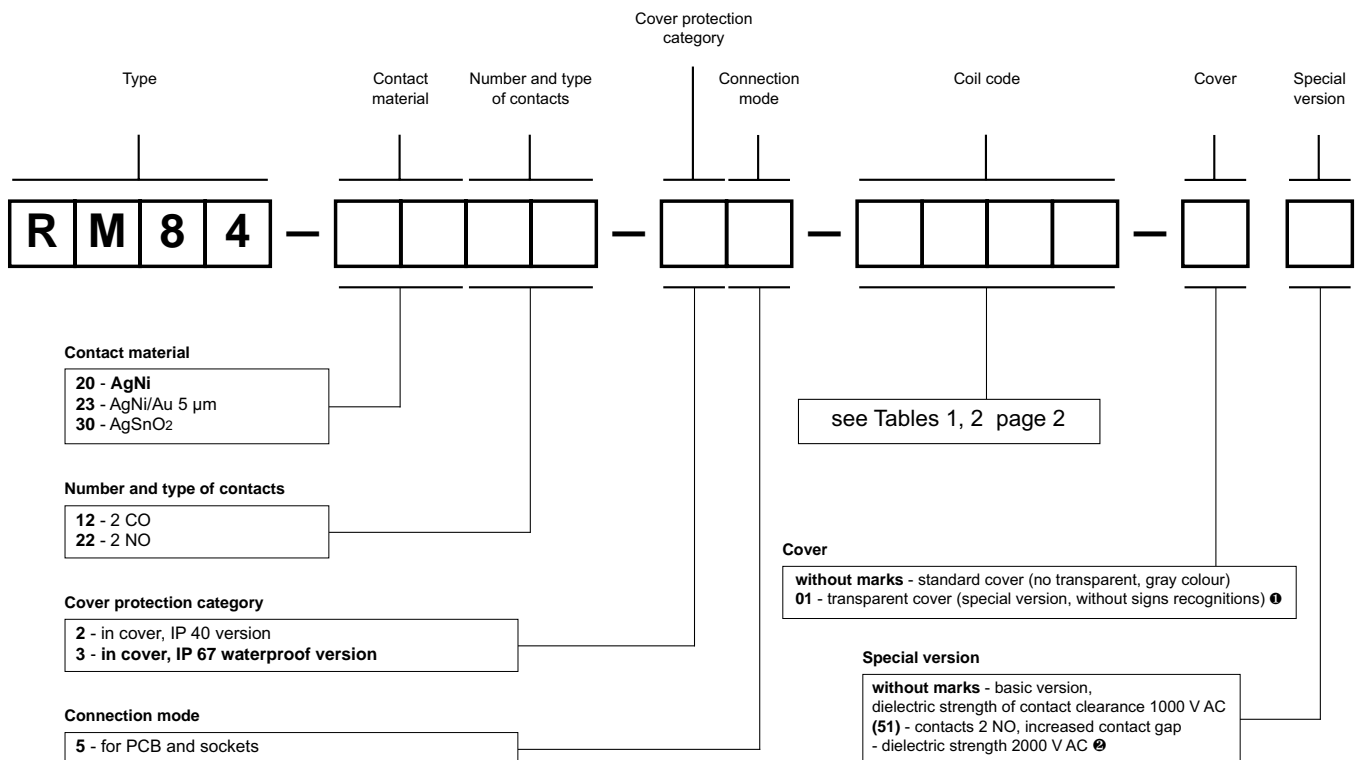 Cover protection
category
Type
Contact
material
Number and type
of contacts
Connection
mode
Coil code
Cover
Special
version
RM84 – – – –
Contact material
20 - AgNi
23 - AgNi/Au 5 µm
30 - AgSnO2
see Tables 1, 2 page 2
Number and type of contacts
12 - 2 CO
22 - 2 NO
Cover
without marks - standard cover (no transparent, gray colour)
01 - transparent cover (special version, without signs recognitions) ❶
Cover protection category
2 - in cover, IP 40 version
3 - in cover, IP 67 waterproof version
Special version
without marks - basic version,
dielectric strength of contact clearance 1000 V AC
(51) - contacts 2 NO, increased contact gap
- dielectric strength 2000 V AC ❷
Connection mode
5 - for PCB and sockets